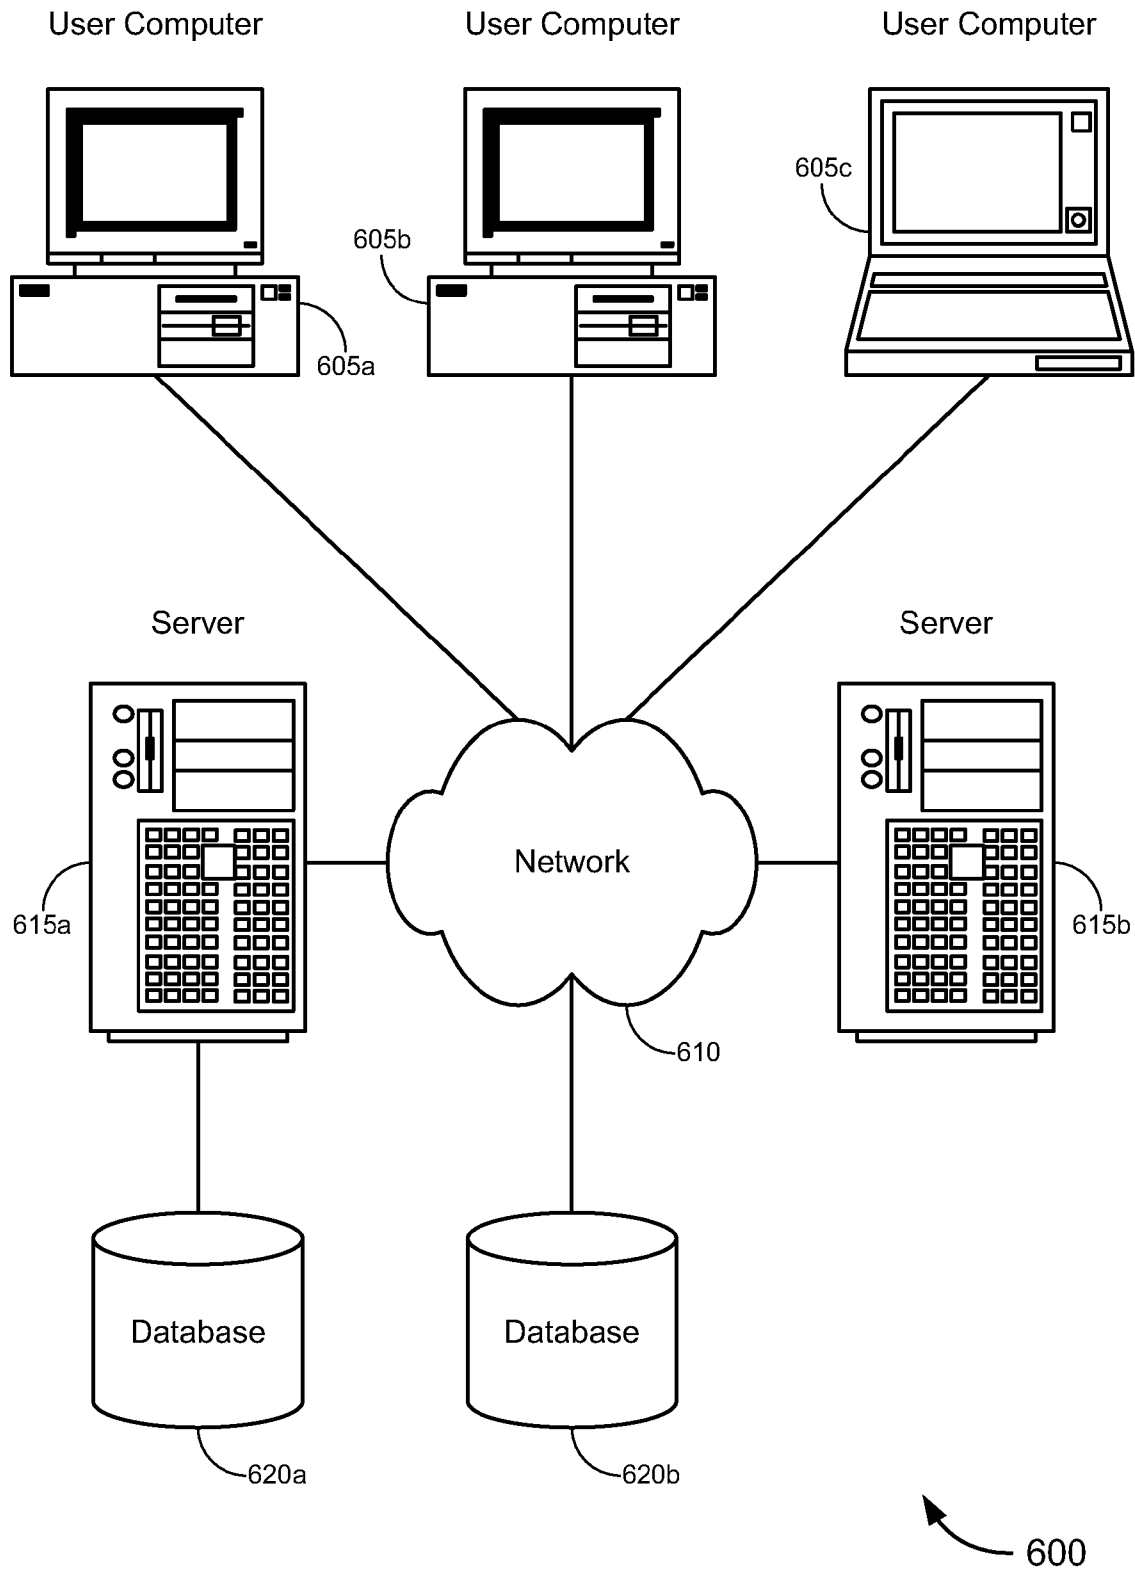 User Computer
User Computer
User Computer
605c
605b
605a
Server
Server
Network
615a
615b
610
Database
Database
620a
620b
600